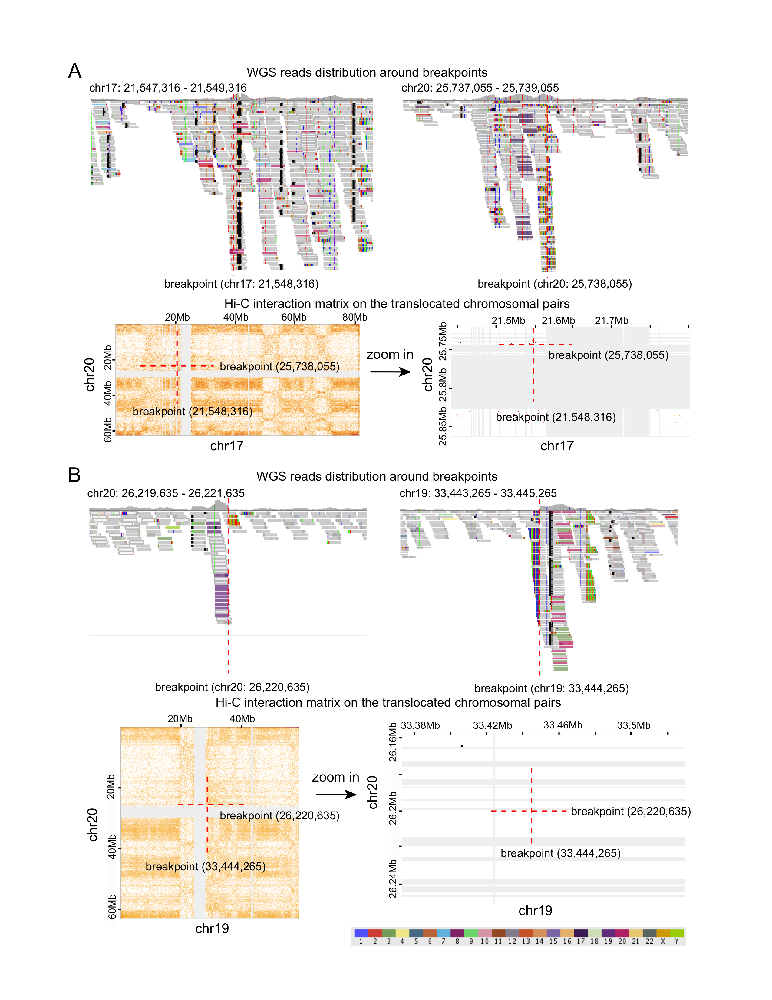 A
WGS reads distribution around breakpoints
chr17: 21,547,316 - 21,549,316
chr20: 25,737,055 - 25,739,055
breakpoint (chr17: 21,548,316)
breakpoint (chr20: 25,738,055)
Hi-C interaction matrix on the translocated chromosomal pairs
20Mb 40Mb 60Mb 80Mb
21.5Mb 21.6Mb 21.7Mb
chr20
20Mb
40Mb
60Mb
breakpoint (25,738,055)
breakpoint (21,548,316)
chr17
zoom in
chr20
25.75Mb
25.8Mb
25.85Mb
breakpoint (25,738,055)
breakpoint (21,548,316)
chr17
B
WGS reads distribution around breakpoints
chr20: 26,219,635 - 26,221,635
chr19: 33,443,265 - 33,445,265
breakpoint (chr20: 26,220,635)
breakpoint (chr19: 33,444,265)
Hi-C interaction matrix on the translocated chromosomal pairs
20Mb 40Mb
33.38Mb 33.42Mb 33.46Mb 33.5Mb
chr20
20Mb
40Mb
60Mb
breakpoint (26,220,635)
breakpoint (33,444,265)
chr19
zoom in
chr20
26.16Mb
26.2Mb
26.24Mb
breakpoint (26,220,635)
breakpoint (33,444,265)
chr19
1 2 3 4 5 6 7 8 9 10 11 12 13 14 15 16 17 18 19 20 21 22 X Y